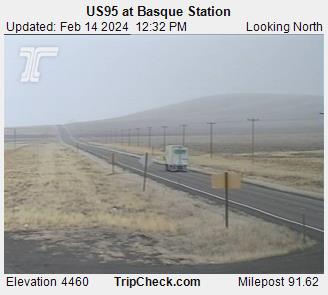 US95 at Basque Station
Updated: Feb 14 2024 12:32 PM Looking North
Elevation 4460 TripCheck.com Milepost 91.62